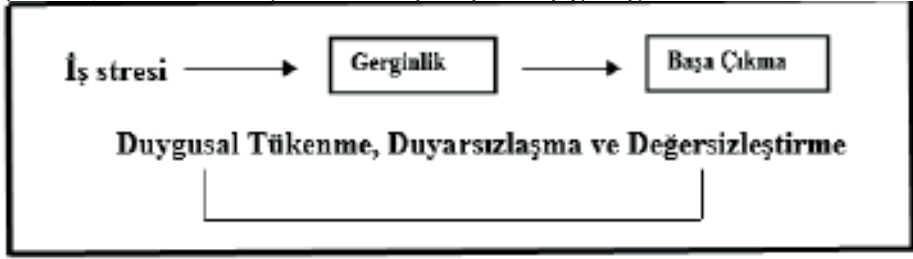 İş stresi Gerginlik Başa Çıkma
Duygusal Tükenme, Duyarsızlaşma ve Değersizleştirme